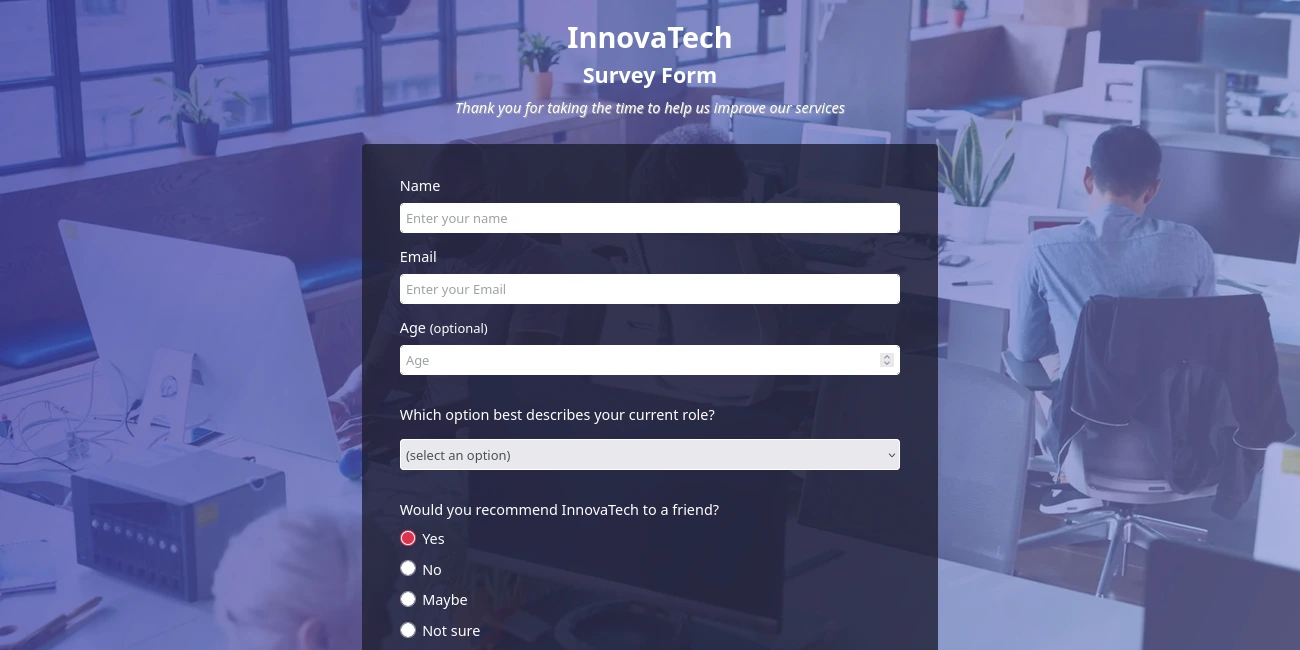 InnovaTech
Survey Form
Thank you for taking the time to help us improve our services
Name
Enter your name
Email
Enter your Email
Age (optional)
Age
Which option best describes your current role?
(select an option)
Would you recommend InnovaTech to a friend?
Yes
No
Maybe
Not sure